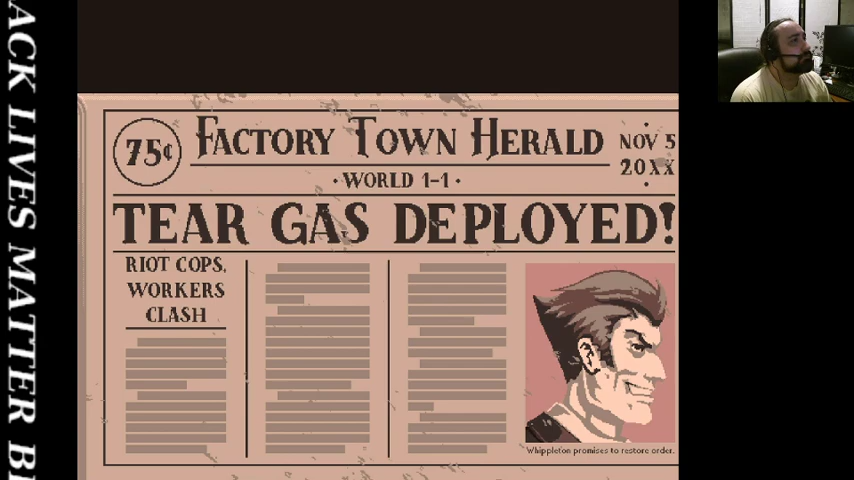 ACK LIVES MATTER BI
75¢
FACTORY TOWN HERALD
NOV 5
20XX
• WORLD 1-1 •
TEAR GAS DEPLOYED!
RIOT COPS,
WORKERS
CLASH
Whippleton promises to restore order.